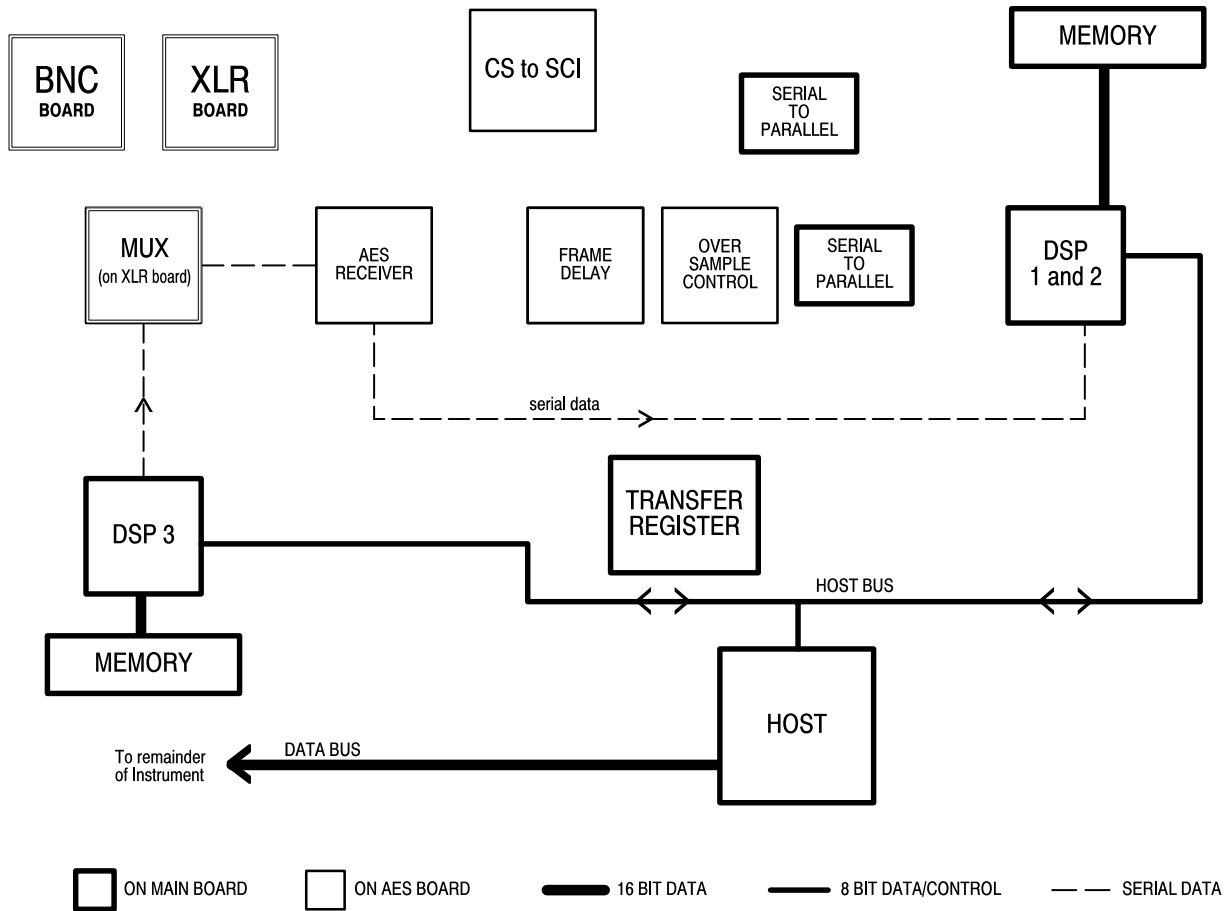 BNC
BOARD
XLR
BOARD
CS to SCI
MEMORY
SERIAL
TO
PARALLEL
MUX
(on XLR board)
AES
RECEIVER
FRAME
DELAY
OVER
SAMPLE
CONTROL
SERIAL
TO
PARALLEL
DSP
1 and 2
serial data
DSP 3
TRANSFER
REGISTER
HOST BUS
MEMORY
HOST
To remainder
of Instrument
DATA BUS
ON MAIN BOARD
ON AES BOARD
16 BIT DATA
8 BIT DATA/CONTROL
SERIAL DATA